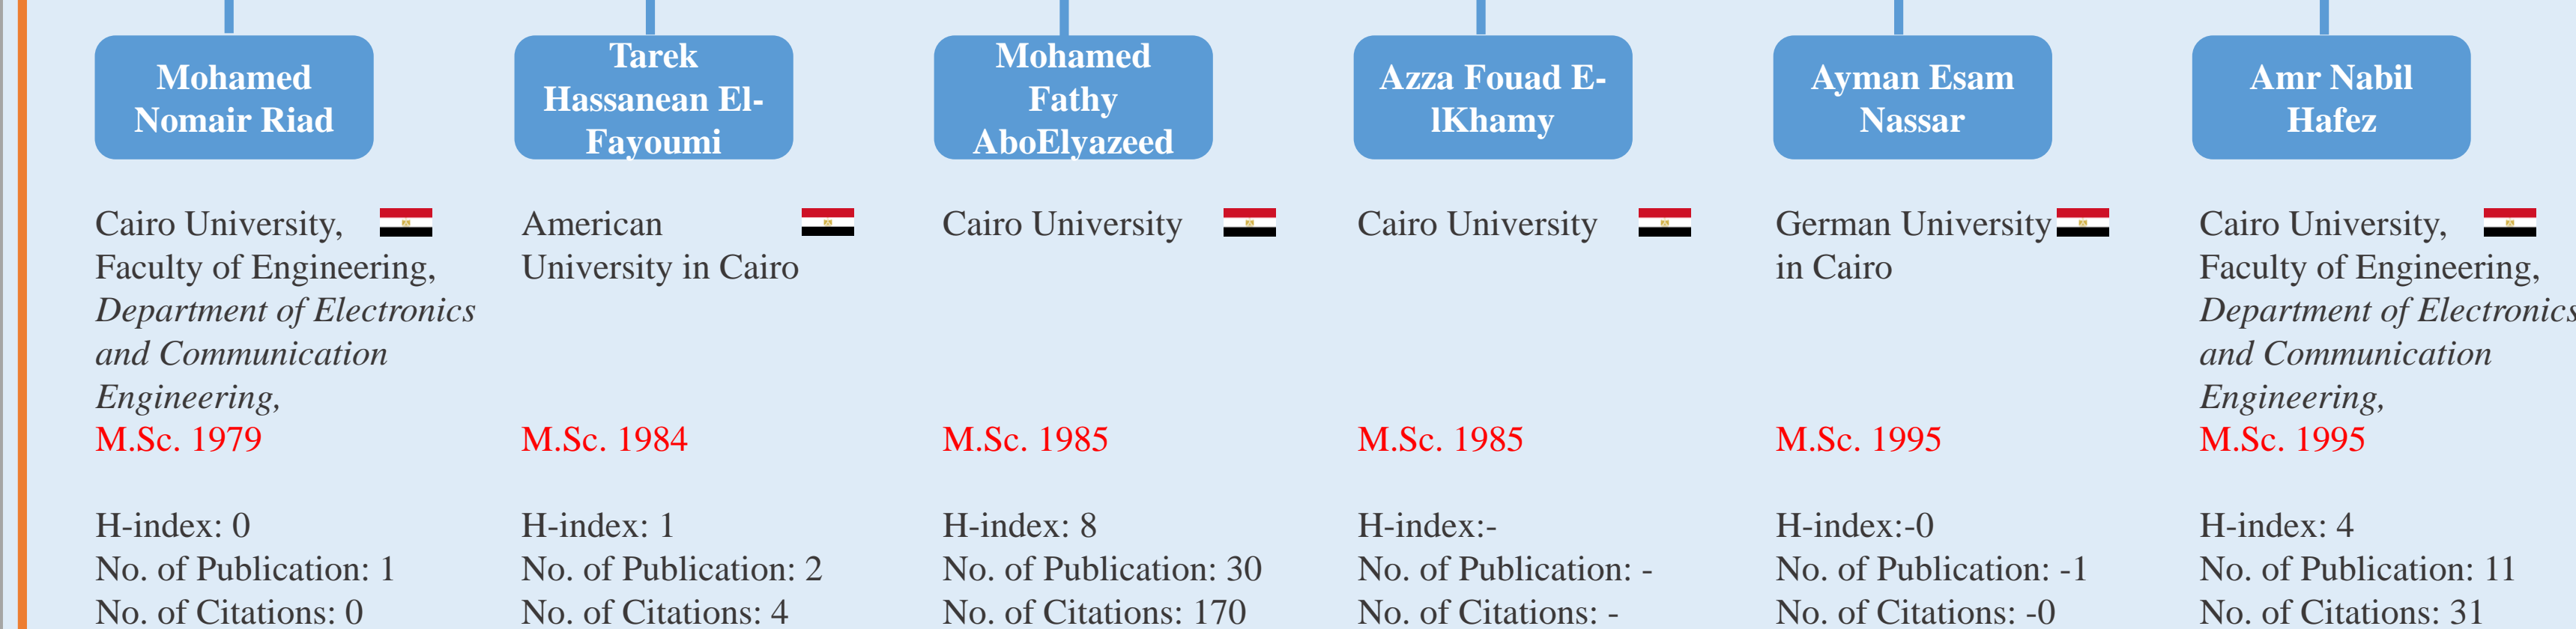 Mohamed
Nomair Riad
Cairo University,
Faculty of Engineering,
Department of Electronics
and Communication
Engineering,
M.Sc. 1979
H-index: 0
No. of Publication: 1
No. of Citations: 0
Tarek
Hassanean El-
Fayoumi
American
University in Cairo
M.Sc. 1984
H-index: 1
No. of Publication: 2
No. of Citations: 4
Mohamed
Fathy
AboElyazeed
Cairo University
M.Sc. 1985
H-index: 8
No. of Publication: 30
No. of Citations: 170
Azza Fouad E-
lKhamy
Cairo University
M.Sc. 1985
H-index:-
No. of Publication: -
No. of Citations: -
Ayman Esam
Nassar
German University
in Cairo
M.Sc. 1995
H-index:-0
No. of Publication: -1
No. of Citations: -0
Amr Nabil
Hafez
Cairo University,
Faculty of Engineering,
Department of Electronics
and Communication
Engineering,
M.Sc. 1995
H-index: 4
No. of Publication: 11
No. of Citations: 31